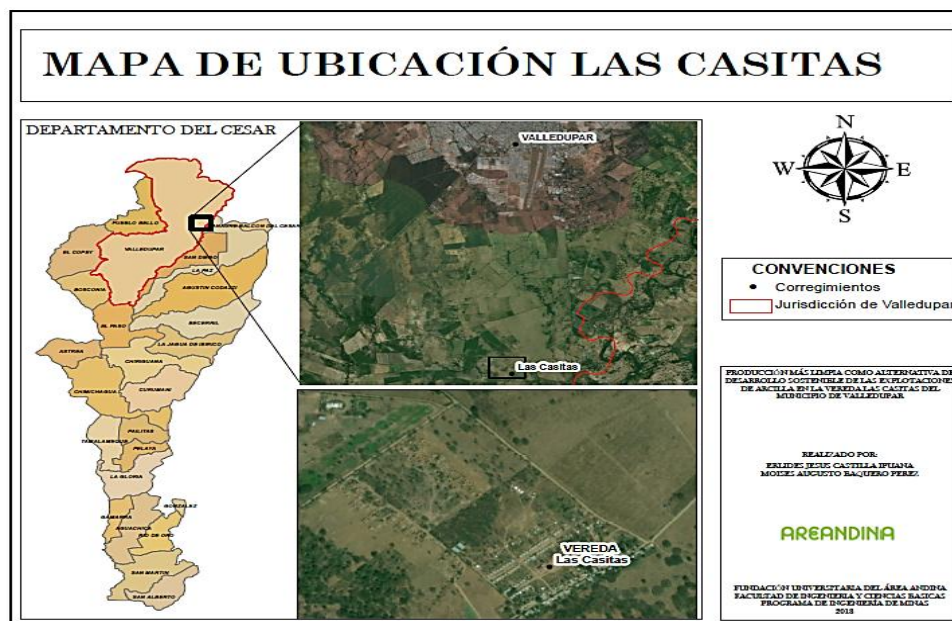 MAPA DE UBICACIÓN LAS CASITAS
DEPARTAMENTO DEL CESAR
PUEBLO BELLO
EL COPEY
VALLEDUPAR
SAN DIEGO
LA PAZ
BOSCONIA
AGUSTIN CODAZZI
EL PASO
BECERRIL
LA JAGUA DE IBIRICO
ASTREA
CHIRIGUANA
CHIMICHAGUA
CURUMANI
PAILITAS
TAMALAMEQUE
PELAYA
LA GLORIA
GONZALEZ
GAMARRA
AGUACHICA
RIO DE ORO
SAN MARTIN
SAN ALBERTO
VALLEDUPAR
Las Casitas
VEREDA
Las Casitas
N
W E
S
CONVENCIONES
Corregimientos
Jurisdicción de Valledupar
PRODUCCIÓN MÁS LIMPIA COMO ALTERNATIVA DE
DESARROLLO SOSTENIBLE DE LAS EXPLOTACIONES
DE ARCILLA EN LA VEREDA LAS CASITAS DEL
MUNICIPIO DE VALLEDUPAR
REALIZADO POR:
ERLIDES JESUS CASTILLA IPUANA
MOISES AUGUSTO BAQUERO PEREZ
AREANDINA
FUNDACIÓN UNIVERSITARIA DEL ÁREA ANDINA
FACULTAD DE INGENIERIA Y CIENCIAS BASICAS
PROGRAMA DE INGENIERÍA DE MINAS
2018